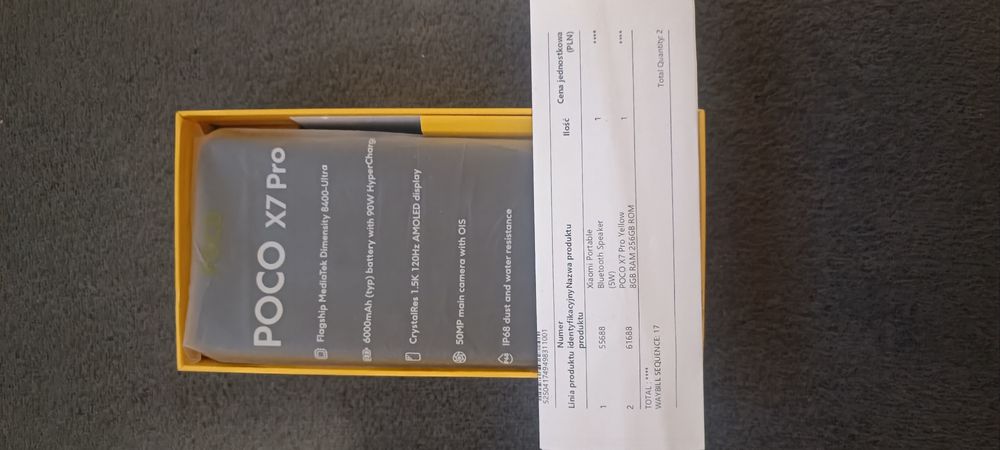 POCO
POCO X7 Pro
Flagship MediaTek Dimensity 8400-Ultra
6000mAh (typ) battery with 90W HyperCharg
CrystalRes 1.5K 120Hz AMOLED display
50MP main camera with OIS
IP68 dust and water resistance
Linia produktu Numer identyfikacyjny produktu Nazwa produktu Ilość Cena jednostkowa (PLN)
1 55688 Xiaomi Portable Bluetooth Speaker (5W) 1 ****
2 61688 POCO X7 Pro Yellow 8GB RAM 256GB ROM 1 ****
TOTAL : ****
WAYBILL SEQUENCE: 17
Total Quantity: 2